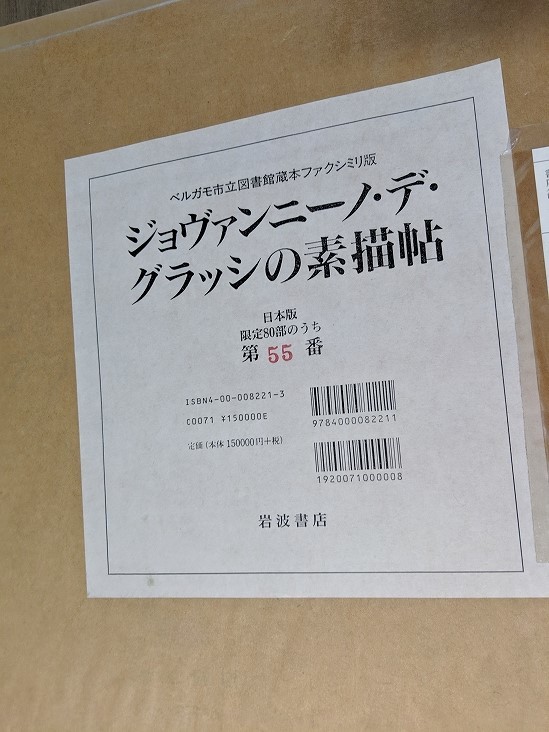 ベルガモ市立図書館蔵本ファクシミリ版
ジョヴァンニーノ・デ・
グラッシの素描帖
日本版
限定80部のうち
第 55 番
ISBN4-00-008221-3
C0071 ¥150000E
定価(本体 150000円+税)
9784000082211
1920071000008
岩波書店